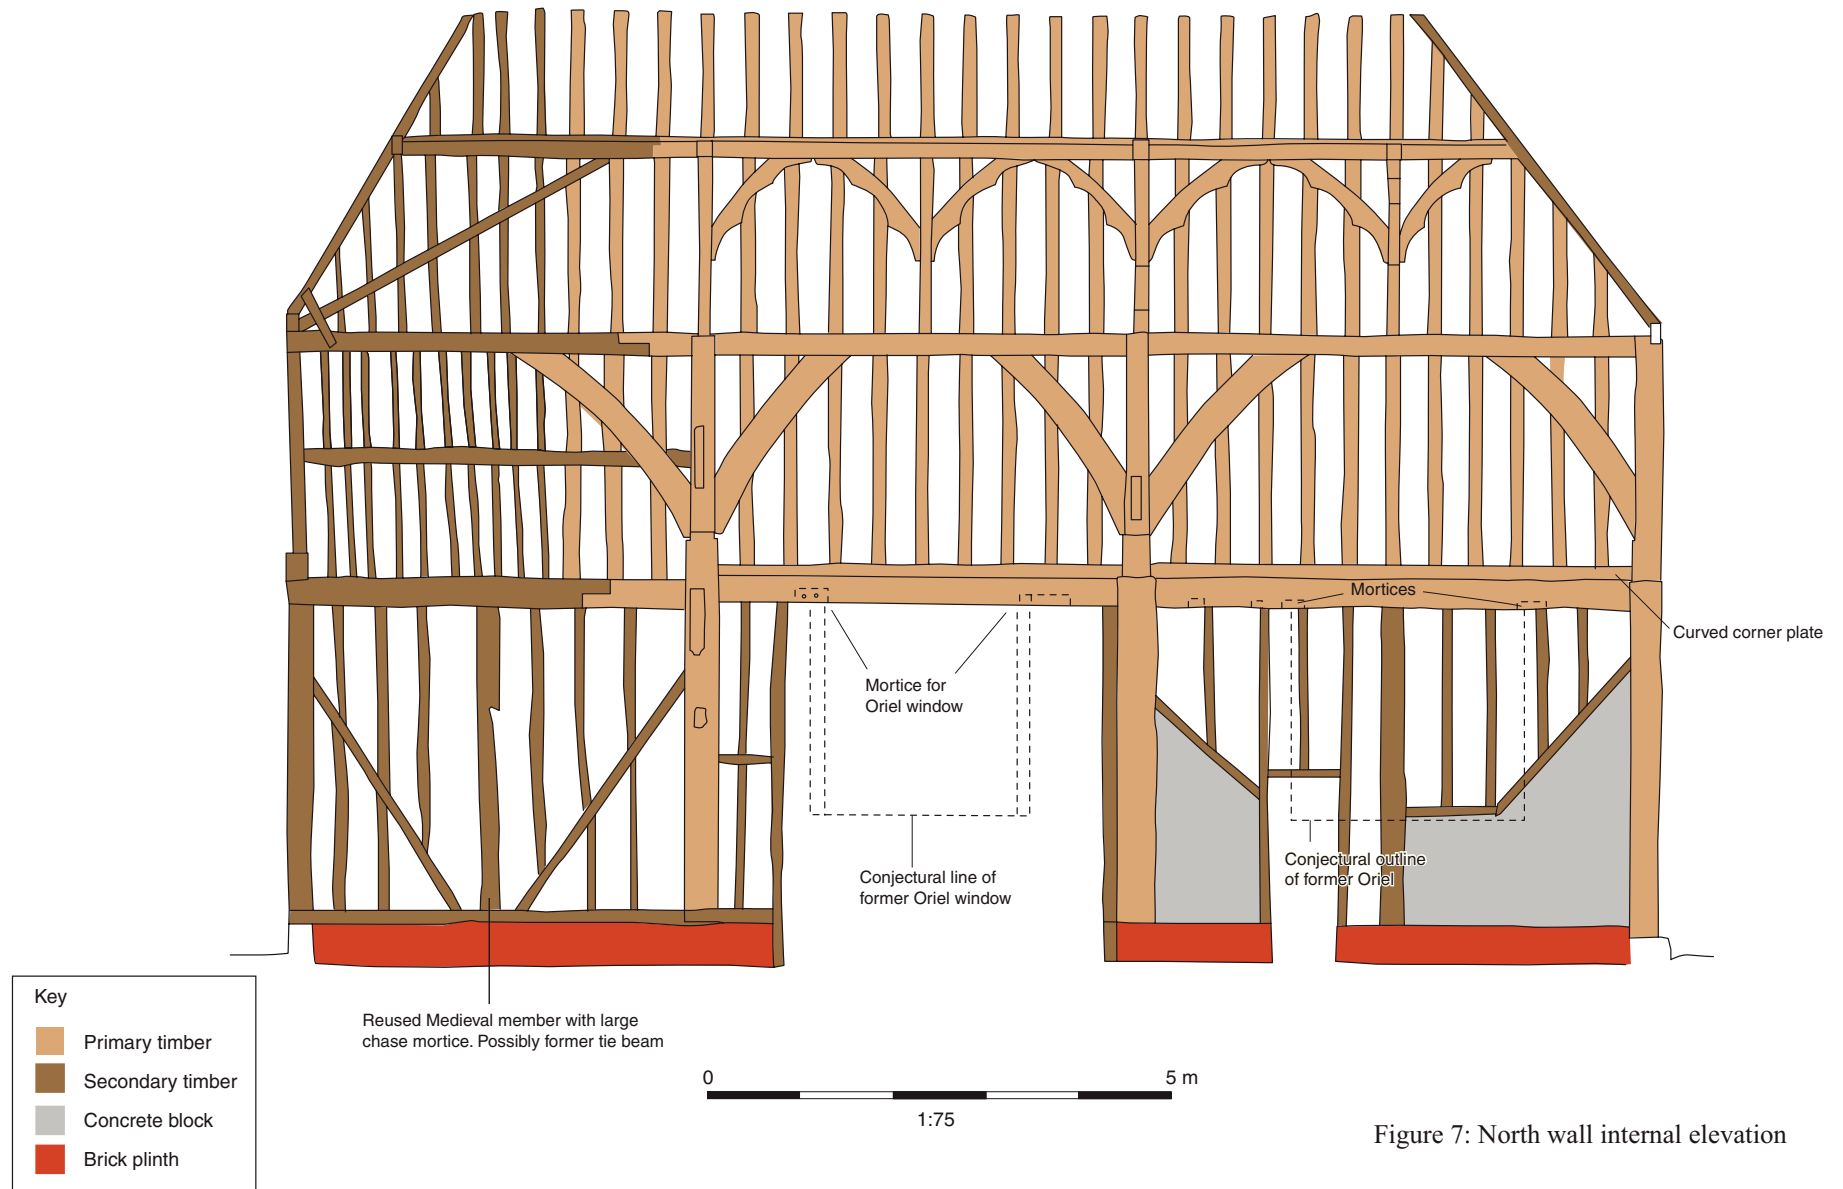 Mortices
Curved corner plate
Mortice for
Oriel window
Conjectural line of
former Oriel window
Conjectural outline
of former Oriel
Key
Primary timber
Secondary timber
Concrete block
Brick plinth
Reused Medieval member with large
chase mortice. Possibly former tie beam
0 5 m
1:75
Figure 7: North wall internal elevation